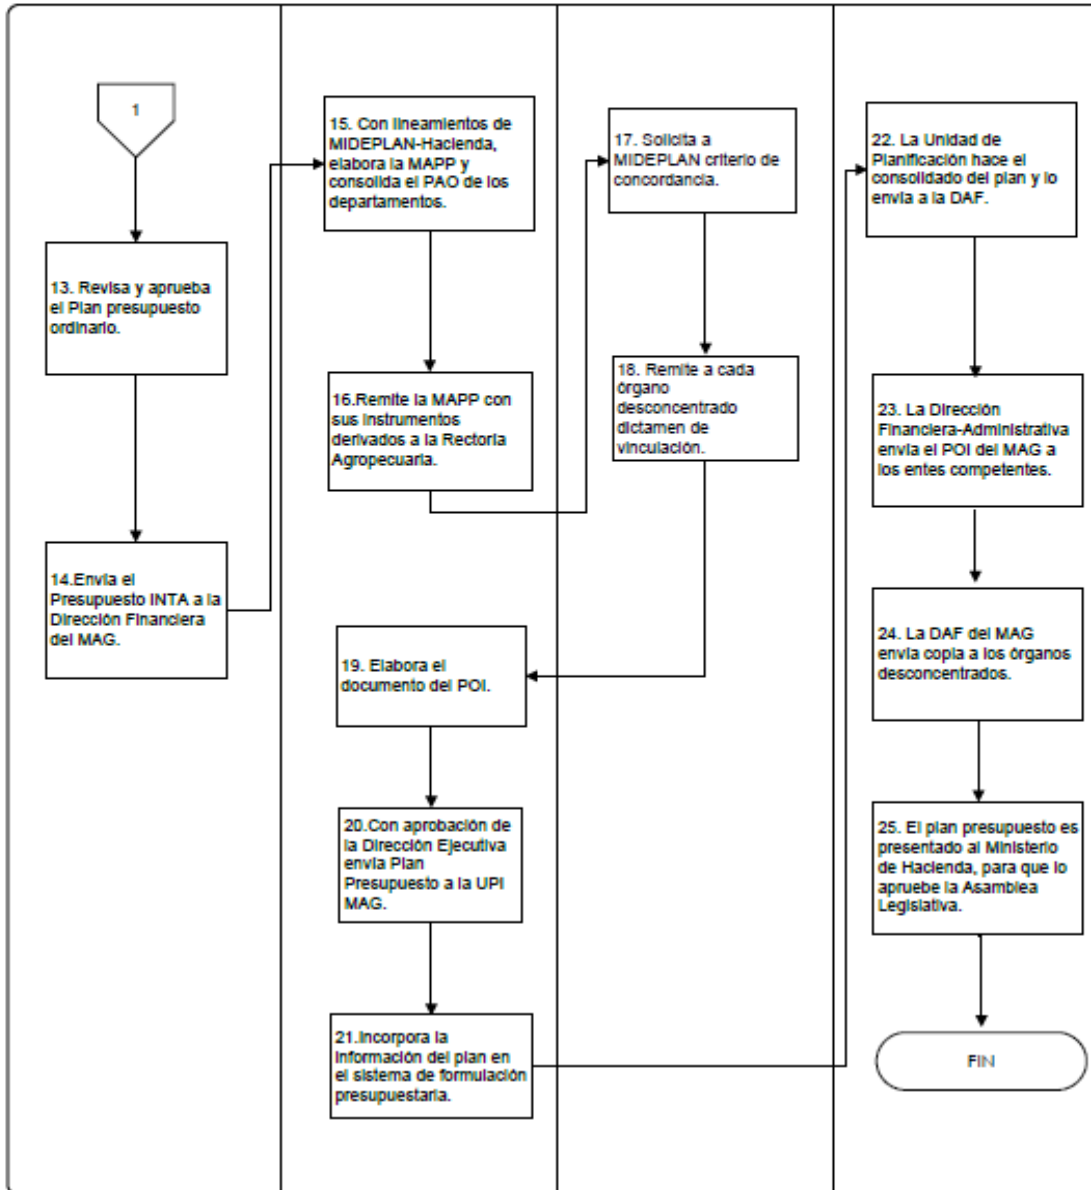 1
13. Revisa y aprueba
el Plan presupuesto
ordinario.
14.Envía el
Presupuesto INTA a la
Dirección Financiera
del MAG.
15. Con lineamientos de
MIDEPLAN-Hacienda,
elabora la MAPP y
consolida el PAO de los
departamentos.
16.Remite la MAPP con
sus instrumentos
derivados a la Rectoría
Agropecuaria.
17. Solicita a
MIDEPLAN criterio de
concordancia.
18. Remite a cada
órgano
desconcentrado
dictamen de
vinculación.
19. Elabora el
documento del POI.
20.Con aprobación de
la Dirección Ejecutiva
envía Plan
Presupuesto a la UPI
MAG.
21.Incorpora la
información del plan en
el sistema de formulación
presupuestaria.
22. La Unidad de
Planificación hace el
consolidado del plan y lo
envía a la DAF.
23. La Dirección
Financiera-Administrativa
envía el POI del MAG a
los entes competentes.
24. La DAF del MAG
envía copia a los órganos
desconcentrados.
25. El plan presupuesto es
presentado al Ministerio
de Hacienda, para que lo
apruebe la Asamblea
Legislativa.
FIN